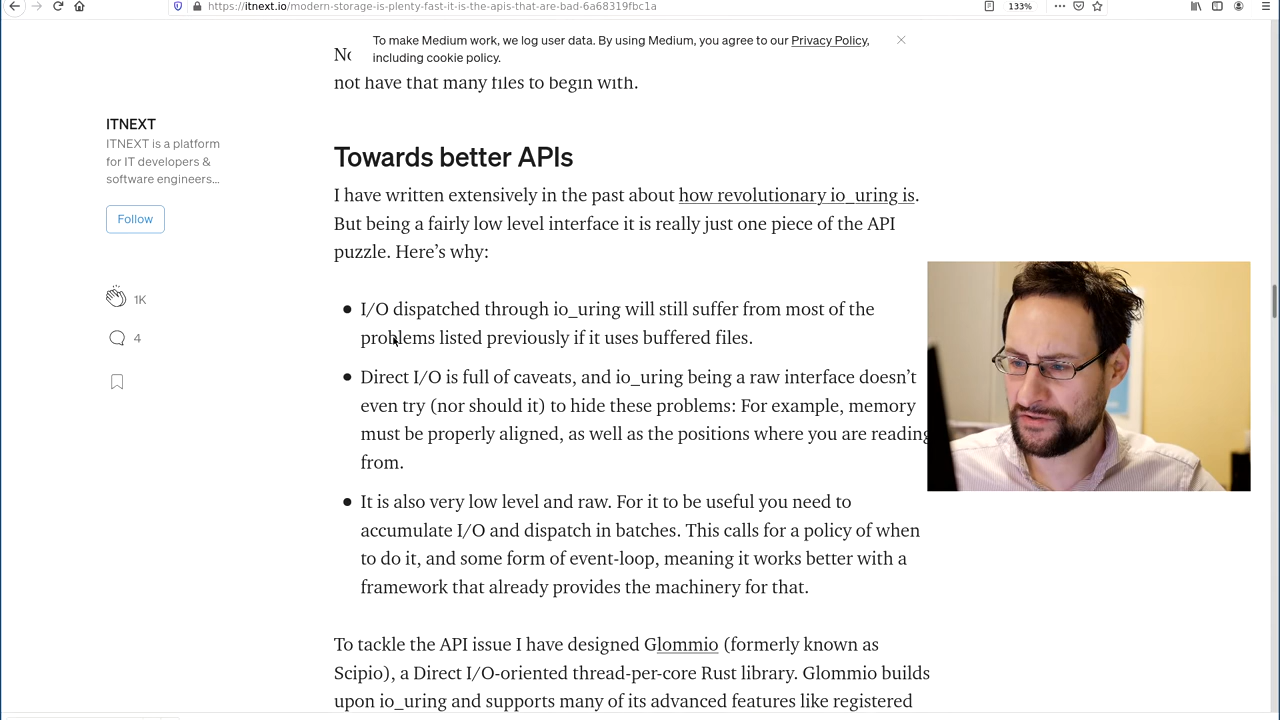 https://itnext.io/modern-storage-is-plenty-fast-it-is-the-apis-that-are-bad-6a68319fbc1a
133%
To make Medium work, we log user data. By using Medium, you agree to our Privacy Policy,
including cookie policy.
not have that many files to begin with.
ITNEXT
ITNEXT is a platform
for IT developers &
software engineers...
Follow
1K
4
Towards better APIs
I have written extensively in the past about how revolutionary io_uring is.
But being a fairly low level interface it is really just one piece of the API
puzzle. Here’s why:
● I/O dispatched through io_uring will still suffer from most of the
problems listed previously if it uses buffered files.
● Direct I/O is full of caveats, and io_uring being a raw interface doesn’t
even try (nor should it) to hide these problems: For example, memory
must be properly aligned, as well as the positions where you are reading
from.
● It is also very low level and raw. For it to be useful you need to
accumulate I/O and dispatch in batches. This calls for a policy of when
to do it, and some form of event-loop, meaning it works better with a
framework that already provides the machinery for that.
To tackle the API issue I have designed Glommio (formerly known as
Scipio), a Direct I/O-oriented thread-per-core Rust library. Glommio builds
upon io_uring and supports many of its advanced features like registered